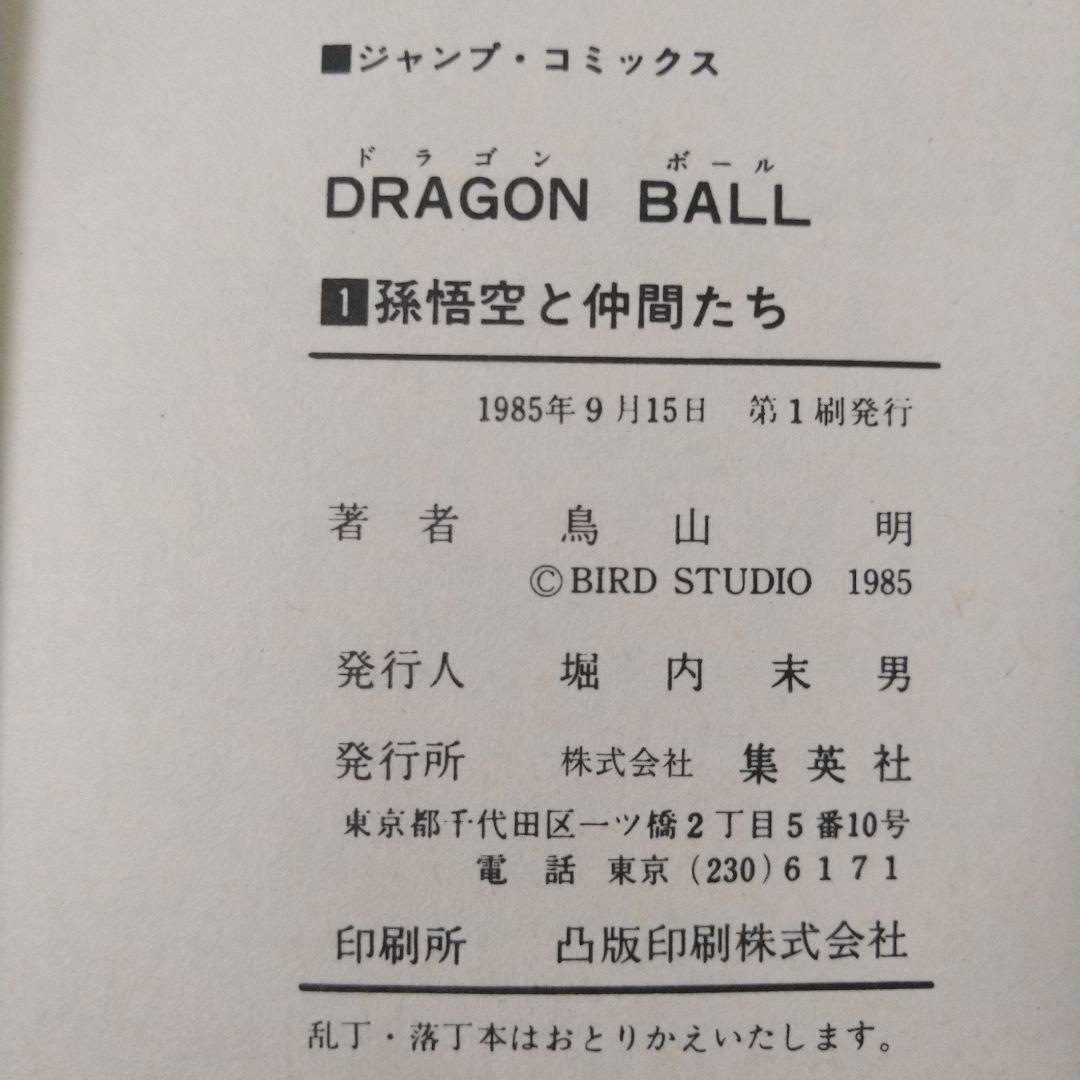 ■ジャンプ・コミックス
ドラゴン ボール
DRAGON BALL
1孫悟空と仲間たち
1985年9月15日 第1刷発行
著者 鳥山 明
©BIRD STUDIO 1985
発行人 堀内末男
発行所 株式会社 集英社
東京都千代田区一ツ橋2丁目5番10号
電話 東京(230)6171
印刷所 凸版印刷株式会社
乱丁・落丁本はおとりかえいたします。